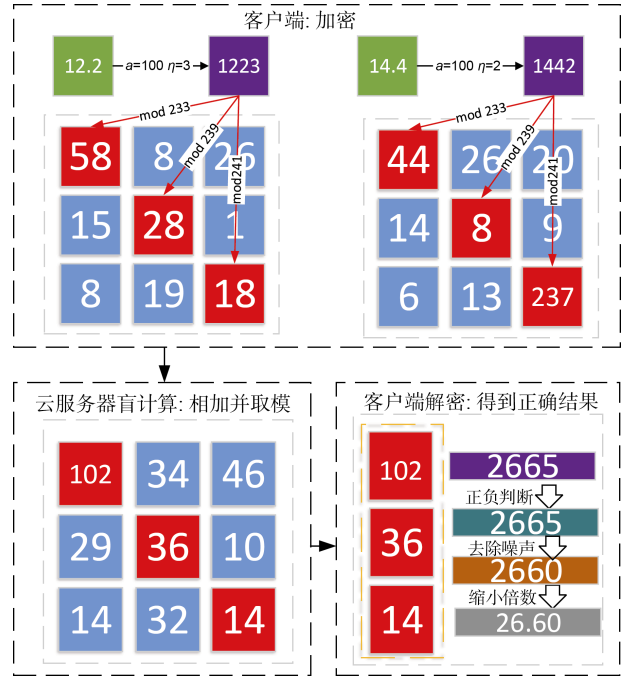 客户端: 加密
12.2 a=100 η=3 1223
14.4 a=100 η=2 1442
mod 233
mod 239
mod241
mod 233
mod 239
mod241
58 8 26
15 28 1
8 19 18
44 26 20
14 8 9
6 13 237
云服务器盲计算: 相加并取模
102 34 46
29 36 10
14 32 14
客户端解密: 得到正确结果
102
36
14
2665
正负判断
2665
去除噪声
2660
缩小倍数
26.60